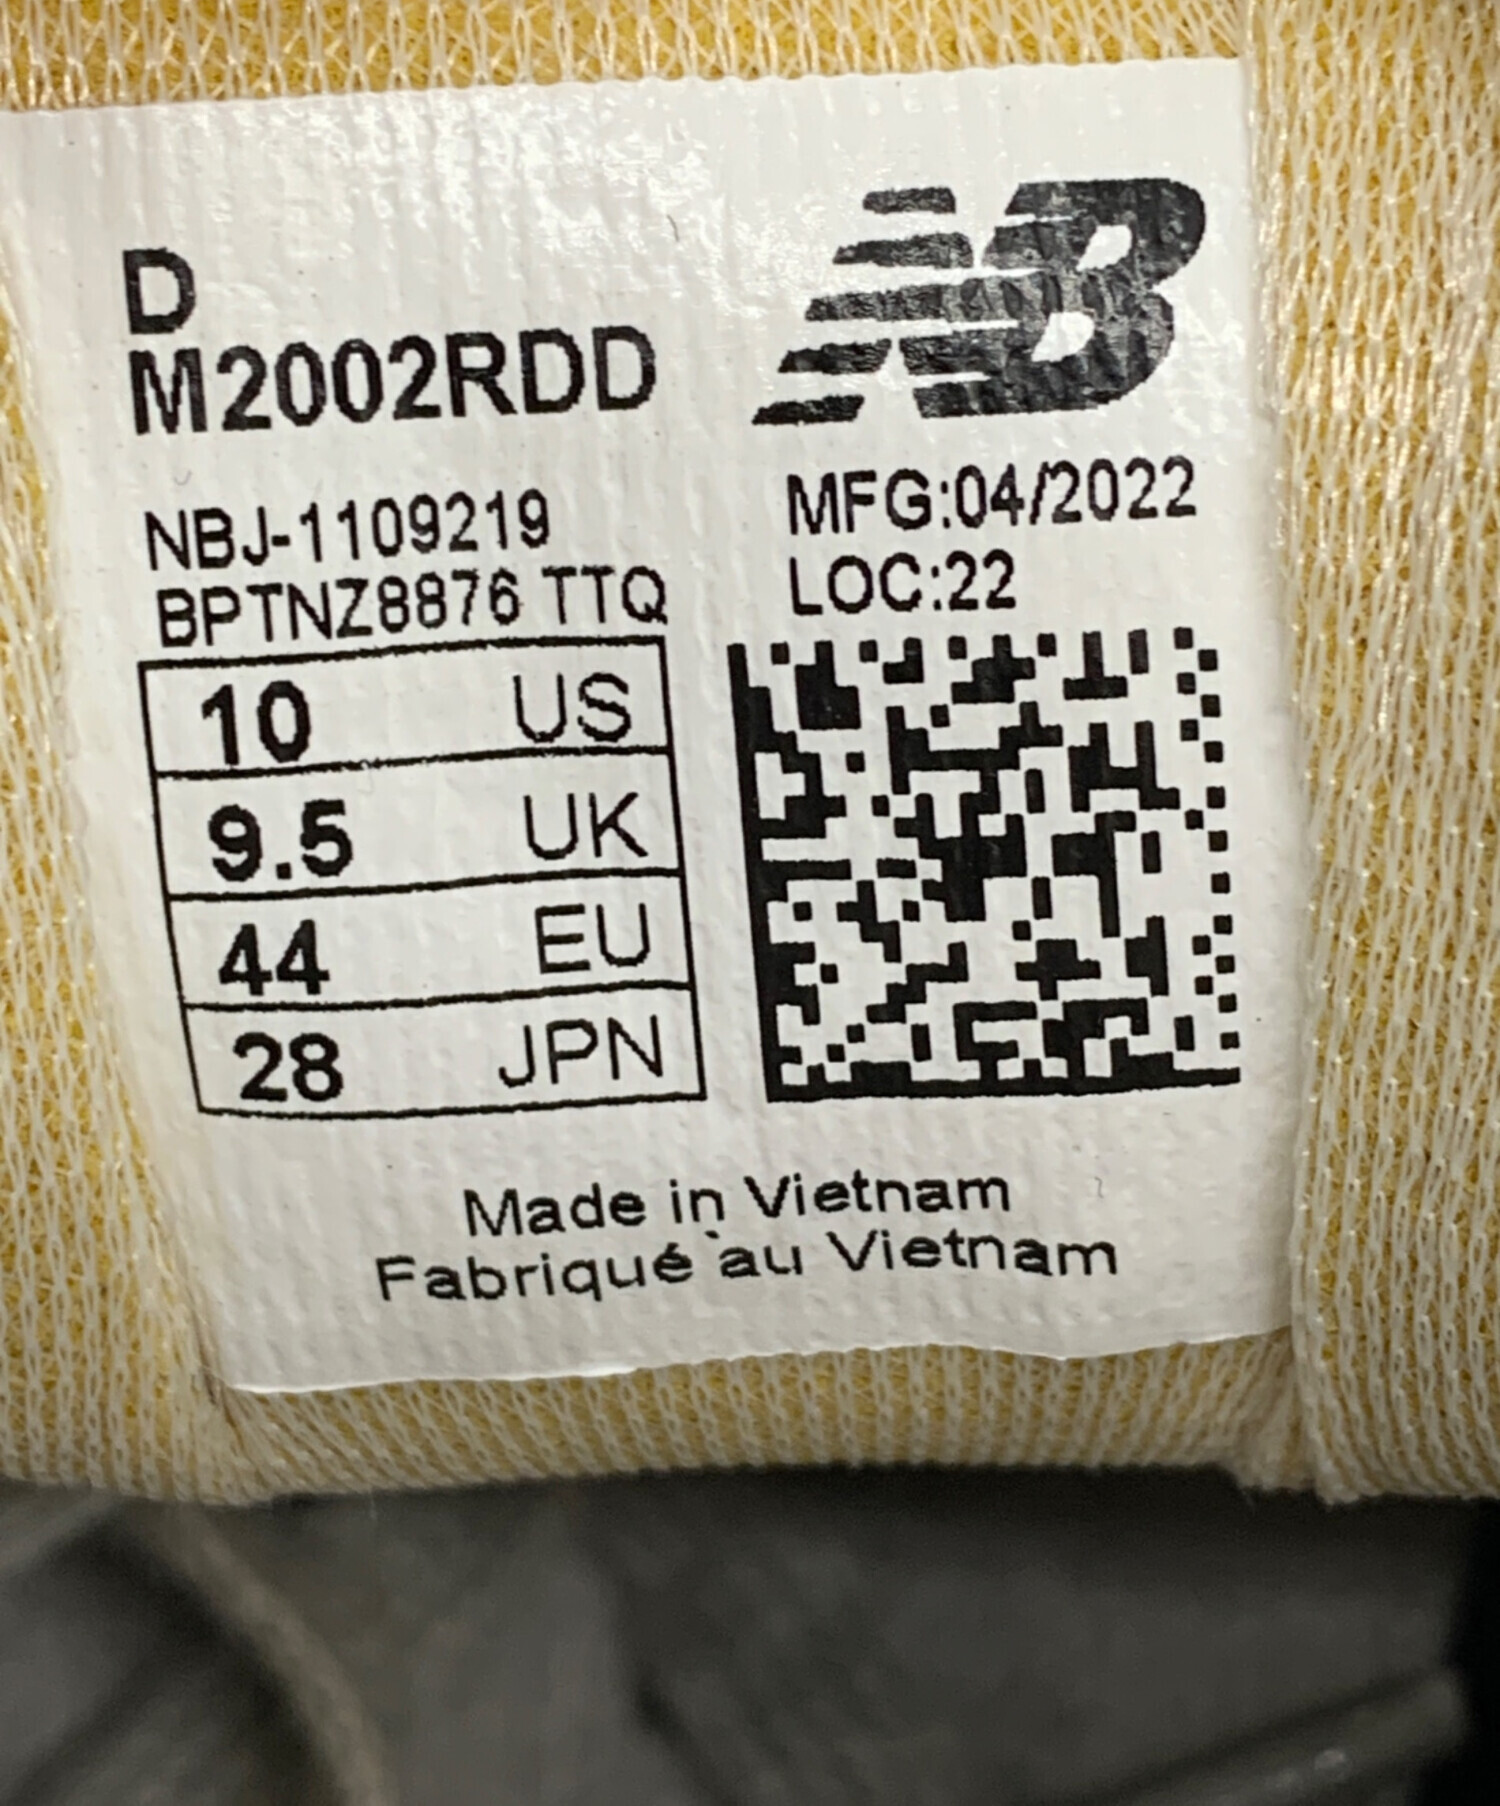 D
M2002RDD
NB
NBJ-1109219
BPTNZ8876 TTQ
MFG:04/2022
LOC:22
10 US
9.5 UK
44 EU
28 JPN
Made in Vietnam
Fabriqué `au Vietnam